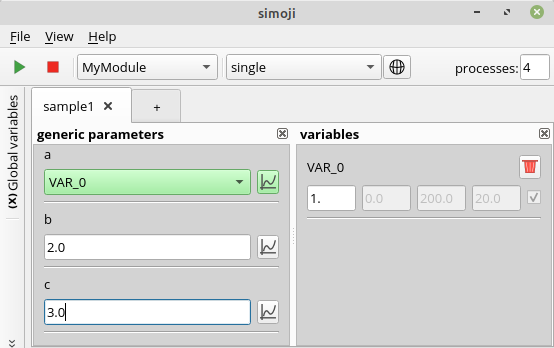 simoji
File View Help
MyModule single processes: 4
(X) Global variables
sample1 +
generic parameters
a
VAR_0
b
2.0
c
3.0
variables
VAR_0
1. 0.0 200.0 20.0